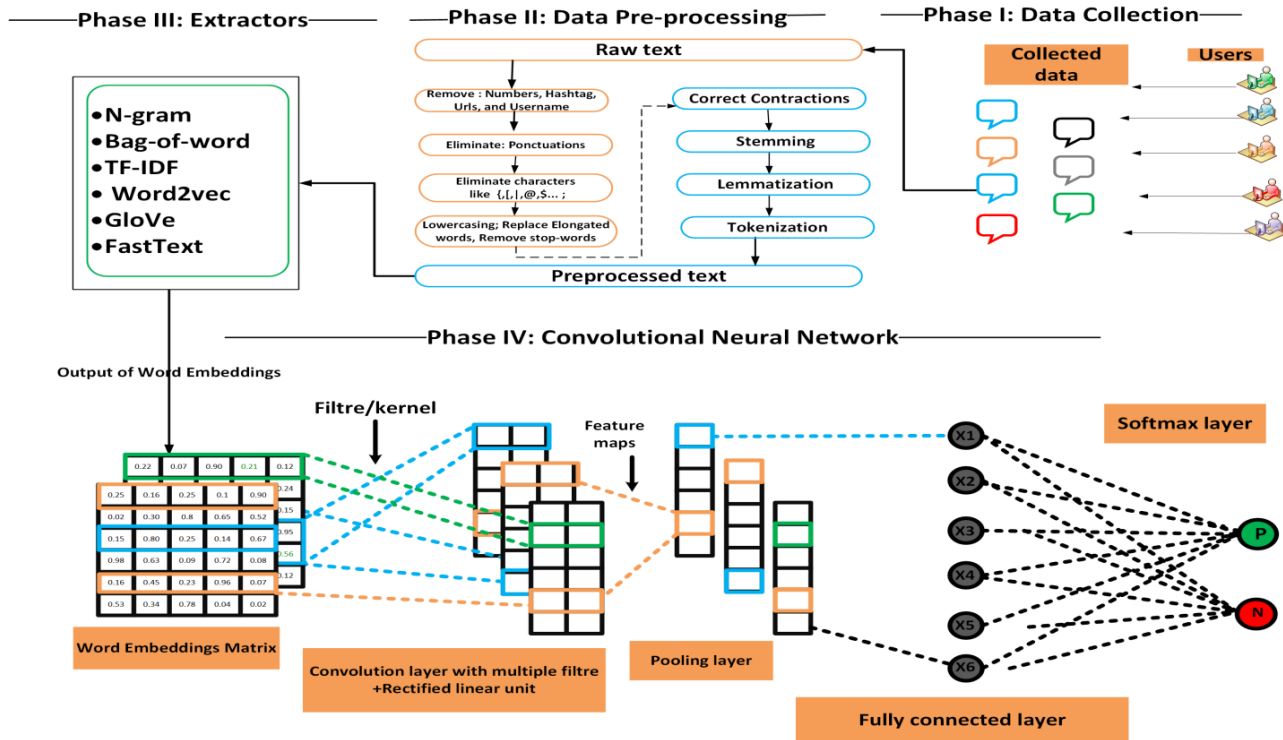 Phase III: Extractors
Phase II: Data Pre-processing
Phase I: Data Collection
•N-gram
•Bag-of-word
•TF-IDF
• Word2vec
•GloVe
•FastText
Raw text
Remove : Numbers, Hashtag,
Urls, and Username
Eliminate: Ponctuations
Eliminate characters
like {,[,|,@,$... ;
Lowercasing; Replace Elongated
words, Remove stop-words
Correct Contractions
Stemming
Lemmatization
Tokenization
Preprocessed text
Collected
data
Users
Phase IV: Convolutional Neural Network
Output of Word Embeddings
Filtre/kernel
Feature
maps
Softmax layer
0.22 0.07 0.90 0.21 0.12
0.24
0.15
0.95
0.56
0.12
0.25 0.16 0.25 0.1 0.90
0.02 0.30 0.8 0.65 0.52
0.15 0.80 0.25 0.14 0.67
0.98 0.63 0.09 0.72 0.08
0.16 0.45 0.23 0.96 0.07
0.53 0.34 0.78 0.04 0.02
X1
X2
X3
X4
X5
X6
P
N
Word Embeddings Matrix
Convolution layer with multiple filtre
+Rectified linear unit
Pooling layer
Fully connected layer